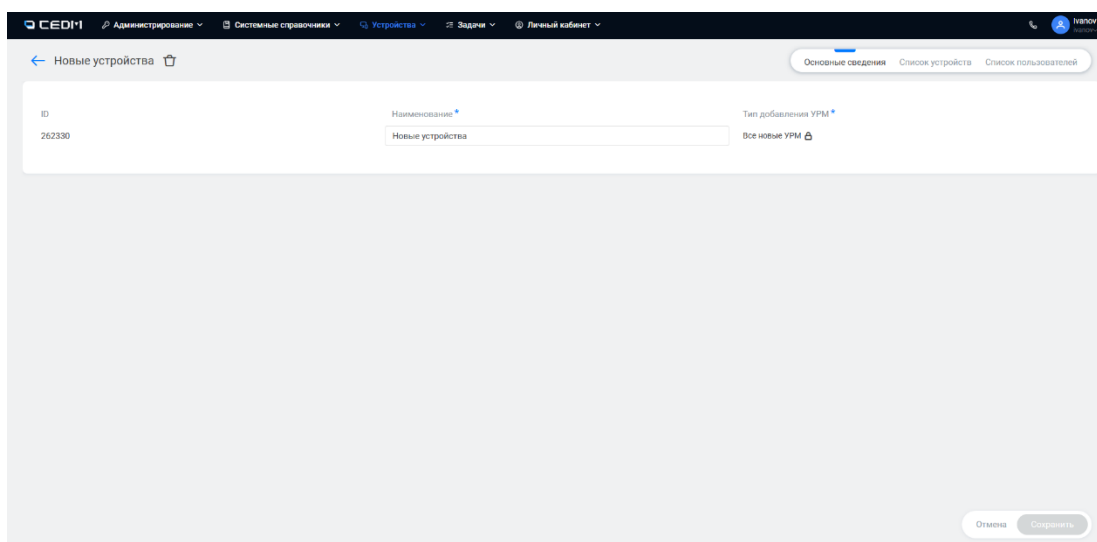 CEDM Администрирование Системные справочники Устройства Задачи Личный кабинет Ivanov
Новые устройства Основные сведения Список устройств Список пользователей
ID Наименование * Тип добавления УРМ *
262330 Новые устройства Все новые УРМ
Отмена Сохранить